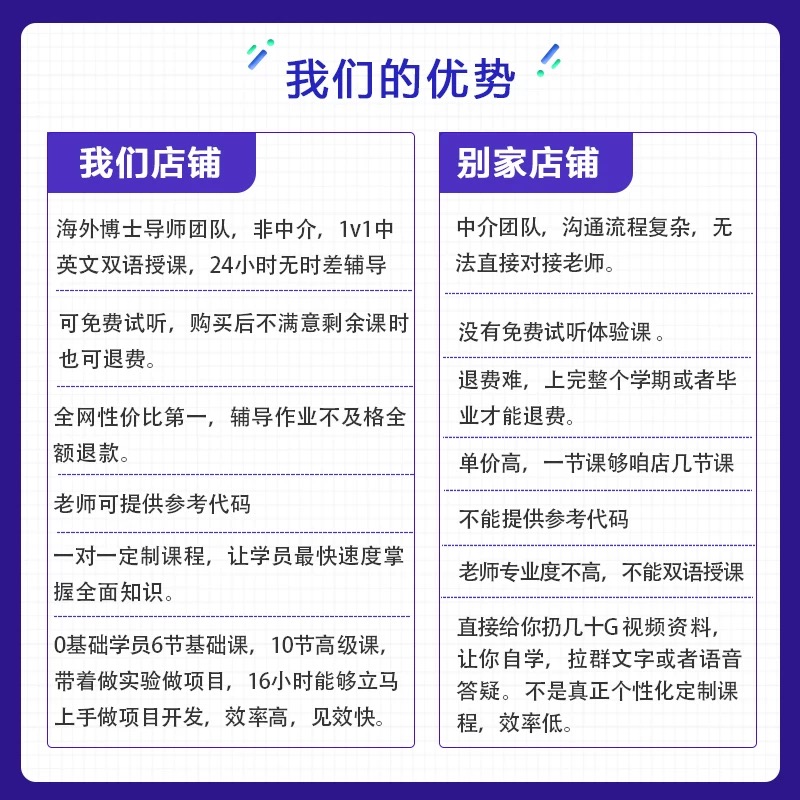 我们的优势
我们店铺
海外博士导师团队，非中介，1v1中
英文双语授课，24小时无时差辅导
可免费试听，购买后不满意剩余课时
也可退费。
全网性价比第一，辅导作业不及格全
额退款。
老师可提供参考代码
一对一定制课程，让学员最快速度掌
握全面知识。
0基础学员6节基础课，10节高级课，
带着做实验做项目，16小时能够立马
上手做项目开发，效率高，见效快。
别家店铺
中介团队，沟通流程复杂，无
法直接对接老师。
没有免费试听体验课。
退费难，上完整个学期或者毕
业才能退费。
单价高，一节课够咱店几节课
不能提供参考代码
老师专业度不高，不能双语授课
直接给你扔几十G视频资料，
让你自学，拉群文字或者语音
答疑。不是真正个性化定制课
程，效率低。